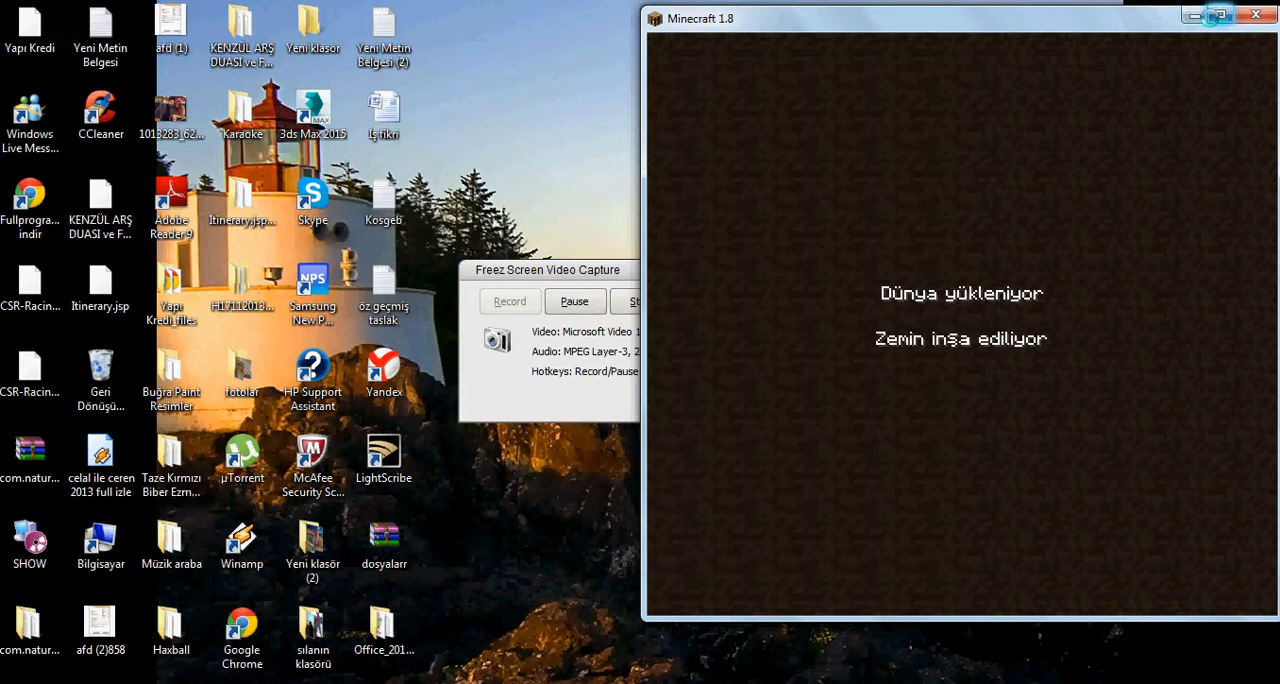 Yapı Kredi
Yeni Metin
Belgesi
afd (1)
KENZÜL ARŞ
DUASI ve F...
Yeni klasör
Yeni Metin
Belgesi (2)
Windows
Live Mess...
CCleaner
1013283_62...
Karaoke
3ds Max 2015
MAX
İş fikri
Fullprogra...
indir
KENZÜL ARŞ
DUASI ve F...
Adobe
Reader 9
Itinerary.jsp...
Skype
Kosgeb
CSR-Racin...
Itinerary.jsp
Yapı
Kredi_files
H17112013...
NPS
Samsung
New P...
öz geçmiş
taslak
CSR-Racin...
Geri
Dönüşü...
Buğra Paint
Resimler
fotolar
HP Support
Assistant
Yandex
com.natur...
celal ile ceren
2013 full izle
Taze Kırmızı
Biber Ezm...
µTorrent
McAfee
Security Sc...
LightScribe
SHOW
Bilgisayar
Müzik araba
Winamp
Yeni klasör
(2)
dosyalarr
com.natur...
afd (2)858
Haxball
Google
Chrome
sılanın
klasörü
Office_201...
Freez Screen Video Capture
Record
Pause
St
Video: Microsoft Video 1
Audio: MPEG Layer-3, 2
Hotkeys: Record/Pause
Minecraft 1.8
Dünya yükleniyor
Zemin inşa ediliyor